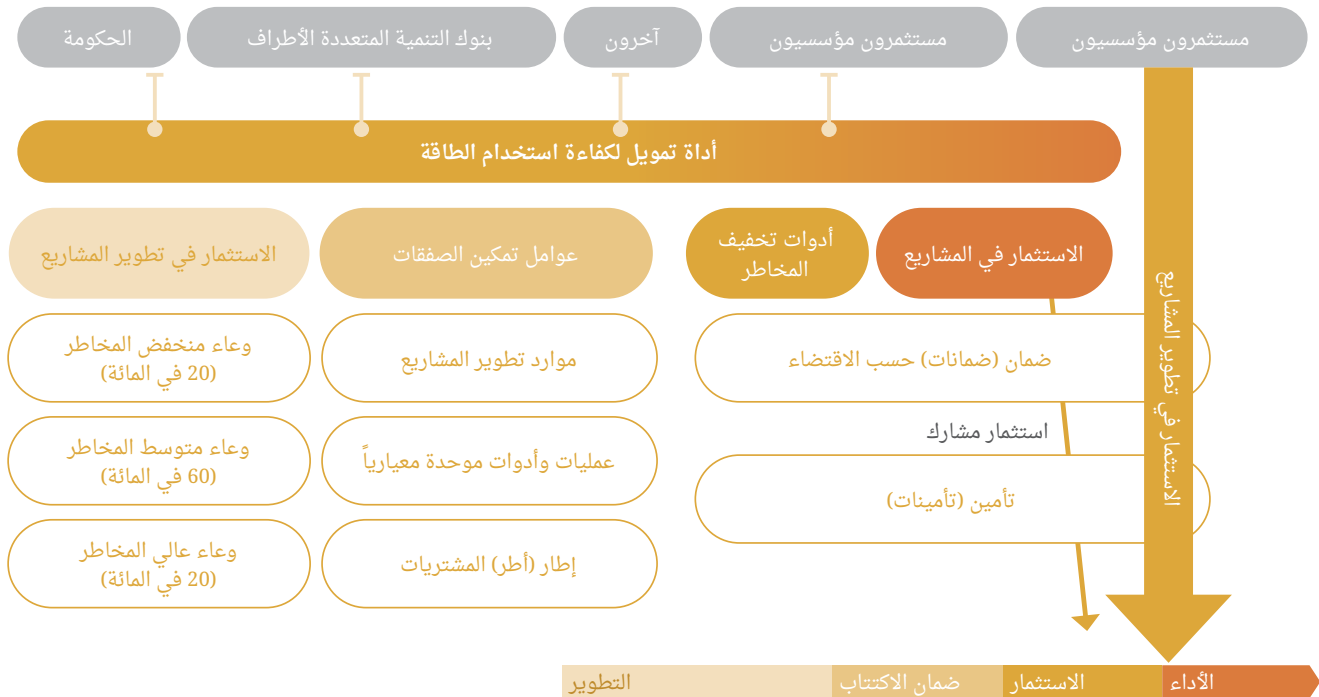 مستثمرون مؤسسيون
مستثمرون مؤسسيون
آخرون
بنوك التنمية المتعددة الأطراف
الحكومة
أداة تمويل لكفاءة استخدام الطاقة
الاستثمار في المشاريع
أدوات تخفيف
المخاطر
عوامل تمكين الصفقات
الاستثمار في تطوير المشاريع
ضمان (ضمانات) حسب الاقتضاء
استثمار مشارك
تأمين (تأمينات)
موارد تطوير المشاريع
عمليات وأدوات موحدة معيارياً
إطار (أطر) المشتريات
وعاء منخفض المخاطر
(20 في المائة)
وعاء متوسط المخاطر
(60 في المائة)
وعاء عالي المخاطر
(20 في المائة)
الاستثمار في تطوير المشاريع
الأداء
الاستثمار
ضمان الاكتتاب
التطوير